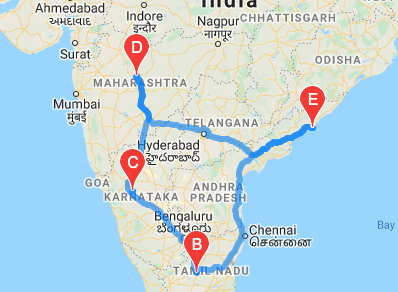 India
Ahmedabad
અમદાવાદ
Indore
इन्दौर
Nagpur
नागपुर
CHHATTISGARH
Surat
ODISHA
D
MAHARASHTRA
E
Mumbai
मुंबई
TELANGANA
Hyderabad
హైదరాబాద్
C
GOA
KARNATAKA
ANDHRA
PRADESH
Bengaluru
ಬೆಂಗಳೂರು
B
Chennai
சென்னை
Bay
TAMIL NADU